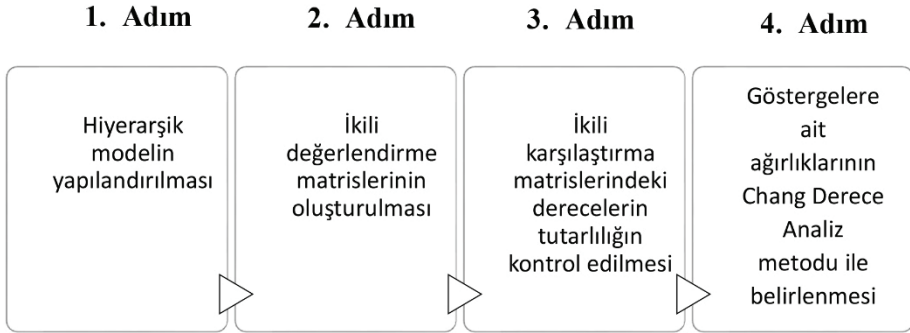 1. Adım
2. Adım
3. Adım
4. Adım
Hiyerarşik
modelin
yapılandırılması
İkili
değerlendirme
matrislerinin
oluşturulması
İkili
karşılaştırma
matrislerindeki
derecelerin
tutarlılığın
kontrol edilmesi
Göstergelere
ait
ağırlıklarının
Chang Derece
Analiz
metodu ile
belirlenmesi